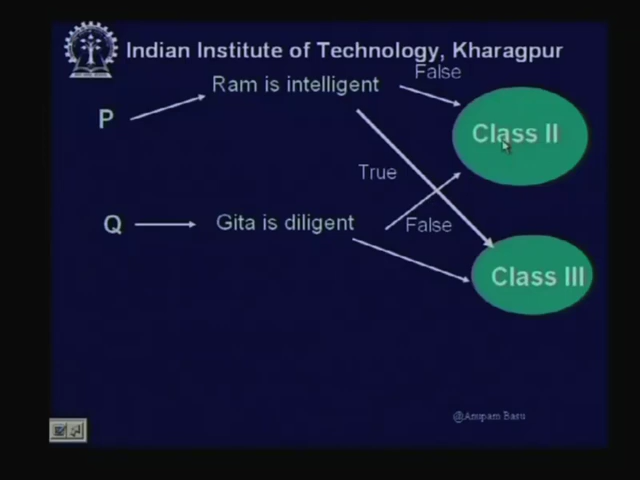 Indian Institute of Technology, Kharagpur
Ram is intelligent
False
P
Class II
True
Q
Gita is diligent
False
Class III
@Anupam Basu